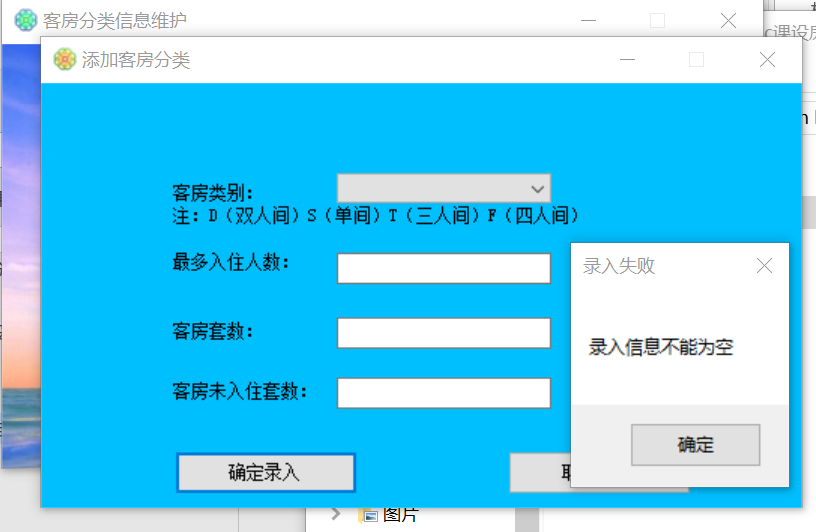 客房分类信息维护
添加客房分类
客房类别：
注：D（双人间）S（单间）T（三人间）F（四人间）
最多入住人数：
客房套数：
客房未入住套数：
确定录入
录入失败
录入信息不能为空
确定
图片